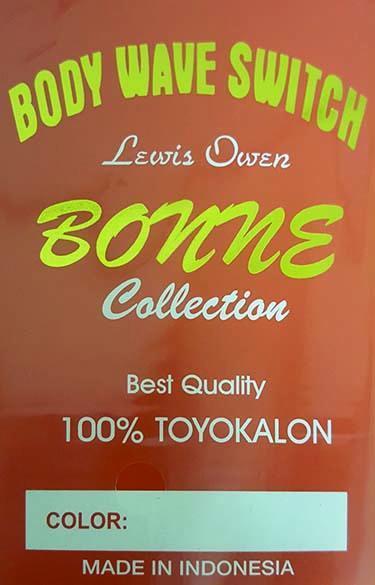 BODY WAVE SWITCH
Lewis Owen
BONNE
Collection
Best Quality
100% TOYOKALON
COLOR:
MADE IN INDONESIA